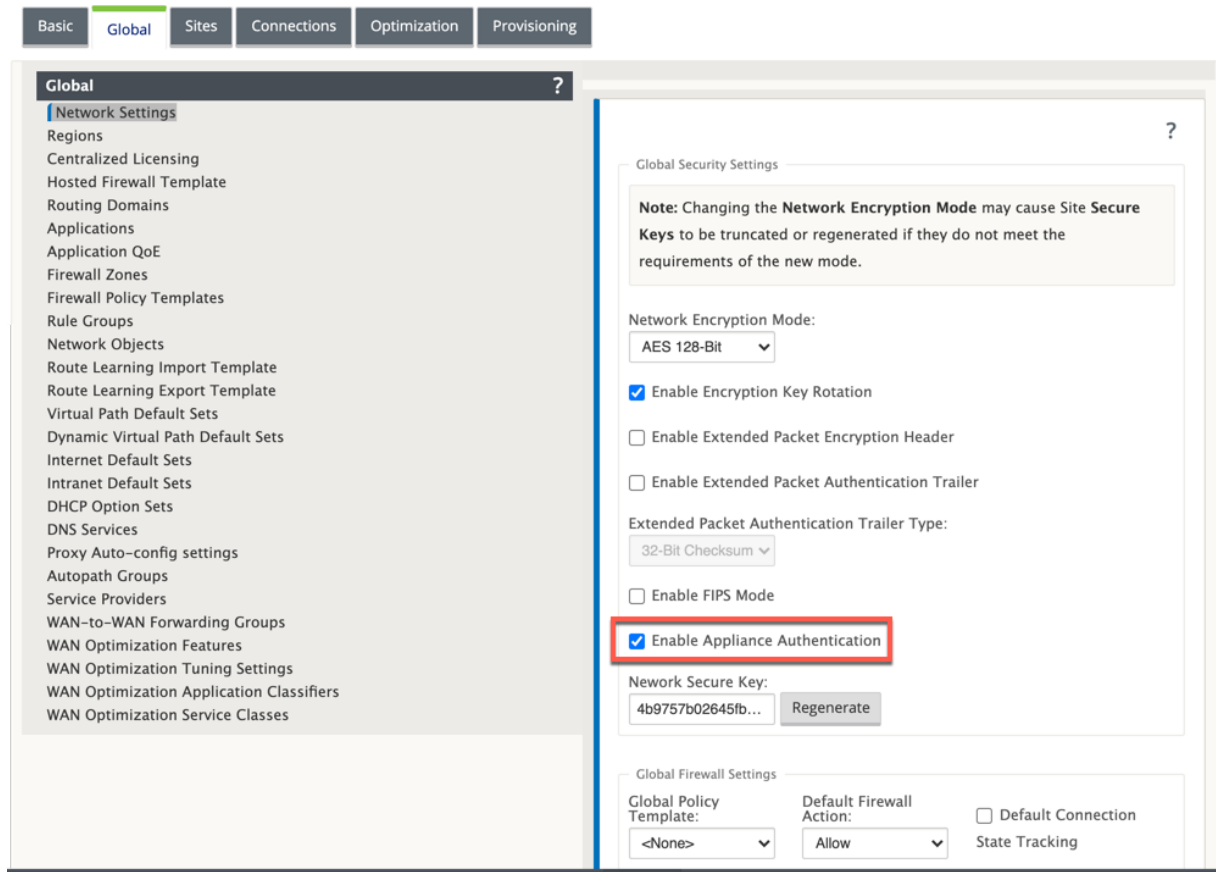 Basic Global Sites Connections Optimization Provisioning
Global ?
Network Settings
Regions
Centralized Licensing
Hosted Firewall Template
Routing Domains
Applications
Application QoE
Firewall Zones
Firewall Policy Templates
Rule Groups
Network Objects
Route Learning Import Template
Route Learning Export Template
Virtual Path Default Sets
Dynamic Virtual Path Default Sets
Internet Default Sets
Intranet Default Sets
DHCP Option Sets
DNS Services
Proxy Auto-config settings
Autopath Groups
Service Providers
WAN-to-WAN Forwarding Groups
WAN Optimization Features
WAN Optimization Tuning Settings
WAN Optimization Application Classifiers
WAN Optimization Service Classes
?
Global Security Settings
Note: Changing the Network Encryption Mode may cause Site Secure
Keys to be truncated or regenerated if they do not meet the
requirements of the new mode.
Network Encryption Mode:
AES 128-Bit
Enable Encryption Key Rotation
Enable Extended Packet Encryption Header
Enable Extended Packet Authentication Trailer
Extended Packet Authentication Trailer Type:
32-Bit Checksum
Enable FIPS Mode
Enable Appliance Authentication
Nework Secure Key:
4b9757b02645fb... Regenerate
Global Firewall Settings
Global Policy
Template:
<None>
Default Firewall
Action:
Allow
Default Connection
State Tracking